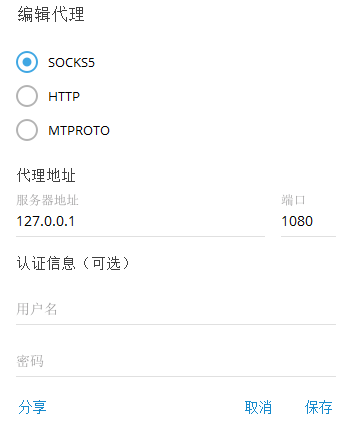 编辑代理
SOCKS5
HTTP
MTPROTO
代理地址
服务器地址 端口
127.0.0.1 1080
认证信息（可选）
用户名
密码
分享 取消 保存